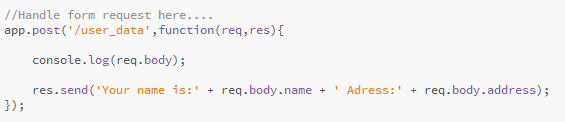 //Handle form request here....
app.post('/user_data',function(req,res){
console.log(req.body);
res.send('Your name is:' + req.body.name + ' Adress:' + req.body.address);
});